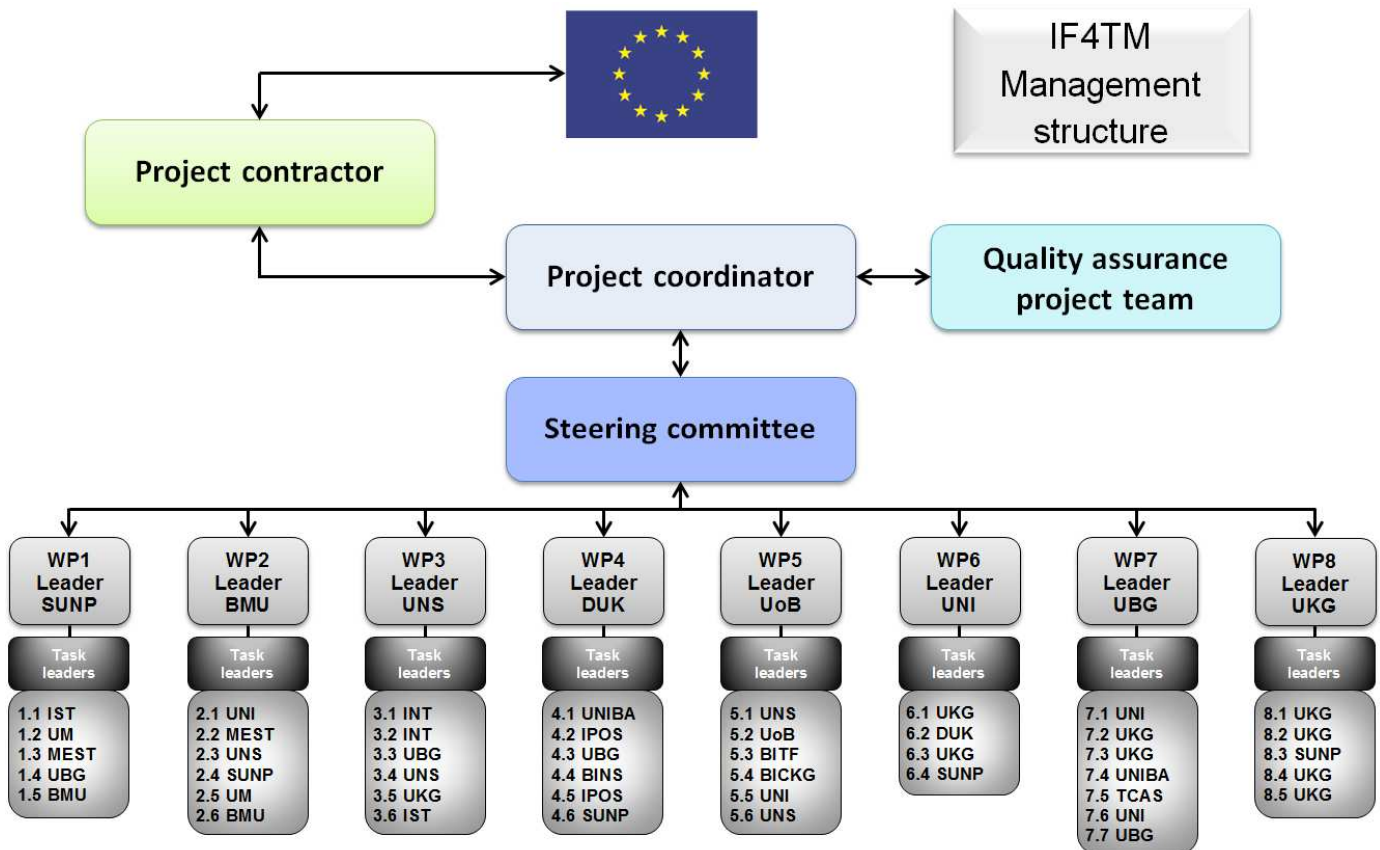 IF4TM
Management
structure
Project contractor
Project coordinator
Quality assurance
project team
Steering committee
WP1
Leader
SUNP
WP2
Leader
BMU
WP3
Leader
UNS
WP4
Leader
DUK
WP5
Leader
UoB
WP6
Leader
UNI
WP7
Leader
UBG
WP8
Leader
UKG
Task
leaders
Task
leaders
Task
leaders
Task
leaders
Task
leaders
Task
leaders
Task
leaders
Task
leaders
1.1 IST
1.2 UM
1.3 MEST
1.4 UBG
1.5 BMU
2.1 UNI
2.2 MEST
2.3 UNS
2.4 SUNP
2.5 UM
2.6 BMU
3.1 INT
3.2 INT
3.3 UBG
3.4 UNS
3.5 UKG
3.6 IST
4.1 UNIBA
4.2 IPOS
4.3 UBG
4.4 BINS
4.5 IPOS
4.6 SUNP
5.1 UNS
5.2 UoB
5.3 BITF
5.4 BICKG
5.5 UNI
5.6 UNS
6.1 UKG
6.2 DUK
6.3 UKG
6.4 SUNP
7.1 UNI
7.2 UKG
7.3 UKG
7.4 UNIBA
7.5 TCAS
7.6 UNI
7.7 UBG
8.1 UKG
8.2 UKG
8.3 SUNP
8.4 UKG
8.5 UKG